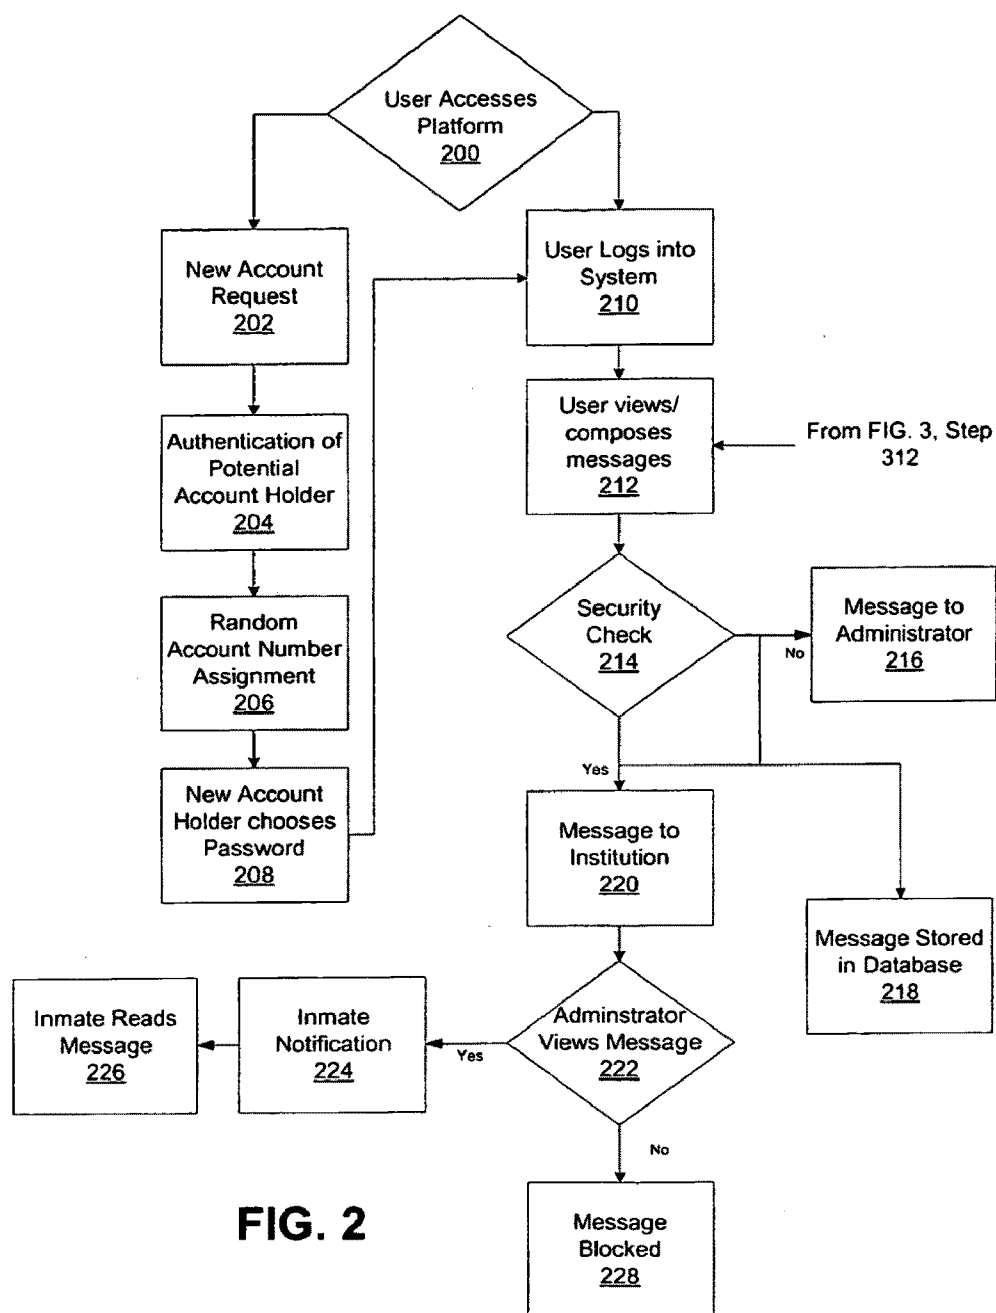 User Accesses
Platform
200
New Account
Request
202
User Logs into
System
210
Authentication of
Potential
Account Holder
204
User views/
composes
messages
212
From FIG. 3, Step
312
Random
Account Number
Assignment
206
Security
Check
214
No
Message to
Administrator
216
New Account
Holder chooses
Password
208
Yes
Message to
Institution
220
Message Stored
in Database
218
Inmate Reads
Message
226
Inmate
Notification
224
Yes
Adminstrator
Views Message
222
No
Message
Blocked
228
FIG. 2